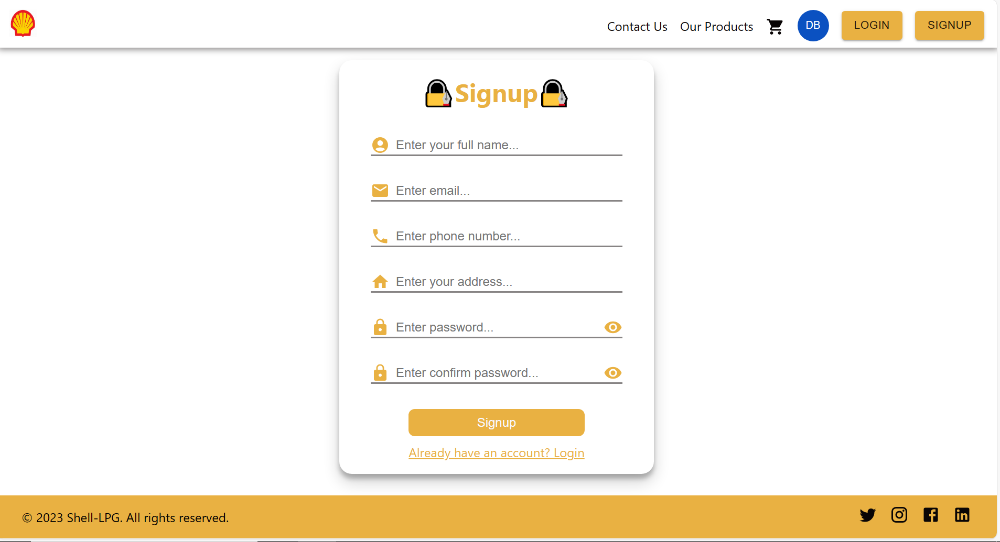 Contact Us Our Products DB LOGIN SIGNUP
Signup
Enter your full name...
Enter email...
Enter phone number...
Enter your address...
Enter password...
Enter confirm password...
Signup
Already have an account? Login
© 2023 Shell-LPG. All rights reserved.